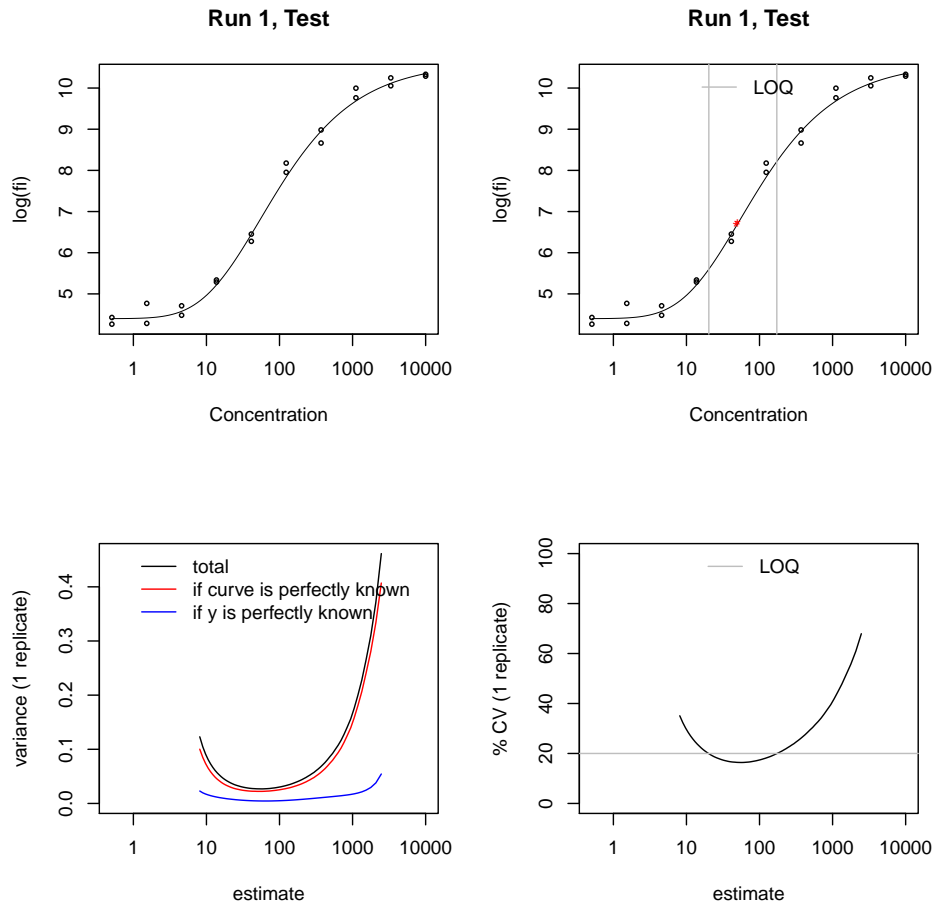 Run 1, Test
log(fi)
10
9
8
7
6
5
1 10 100 1000 10000
Concentration
Run 1, Test
LOQ
log(fi)
10
9
8
7
6
5
1 10 100 1000 10000
Concentration
total
if curve is perfectly known
if y is perfectly known
variance (1 replicate)
0.4
0.3
0.2
0.1
0.0
1 10 100 1000 10000
estimate
LOQ
% CV (1 replicate)
100
80
60
40
20
0
1 10 100 1000 10000
estimate